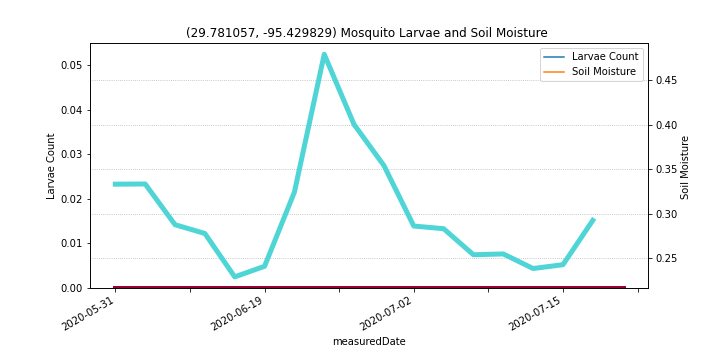 (29.781057, -95.429829) Mosquito Larvae and Soil Moisture
Larvae Count
Soil Moisture
0.05
0.04
0.03
0.02
0.01
0.00
Larvae Count
0.45
0.40
0.35
0.30
0.25
Soil Moisture
2020-05-31
2020-06-19
2020-07-02
2020-07-15
measuredDate